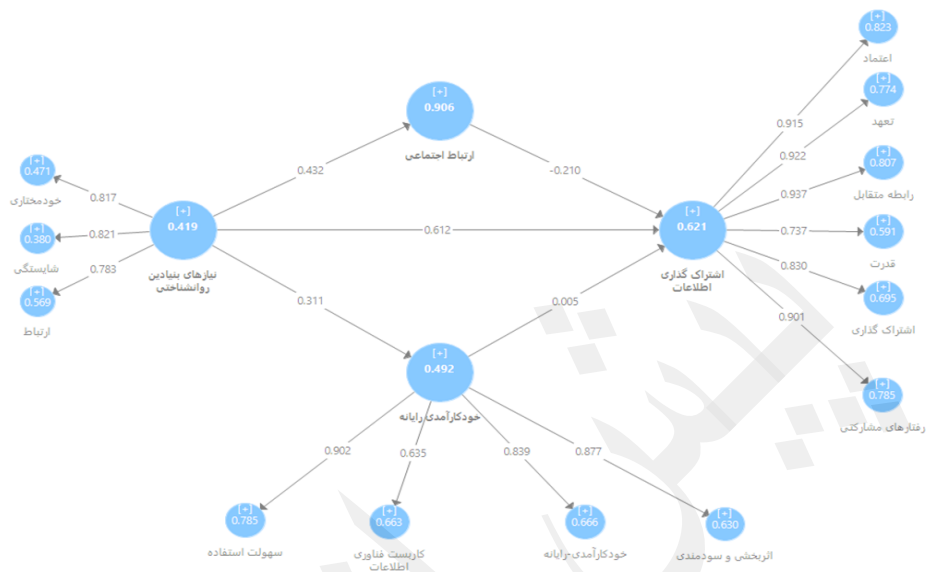 [+]
0.823
اعتماد
[+]
0.774
تعهد
[+]
0.906
ارتباط اجتماعی
0.915
0.922
[+]
0.807
رابطه متقابل
0.937
[+]
0.471
خودمختاری
0.817
0.432
-0.210
[+]
0.419
نیازهای بنیادین
روانشناختی
0.821
[+]
0.380
شایستگی
0.612
[+]
0.621
اشتراک گذاری
اطلاعات
0.737
[+]
0.591
قدرت
0.783
[+]
0.569
ارتباط
0.311
0.005
0.830
[+]
0.695
اشتراک گذاری
0.901
[+]
0.492
خودکارآمدی رایانه
[+]
0.785
رفتارهای مشارکتی
0.902
0.635
0.839
0.877
[+]
0.785
سهولت استفاده
[+]
0.663
کاربست فناوری
اطلاعات
[+]
0.666
خودکارآمدی-رایانه
[+]
0.630
اثربخشی و سودمندی